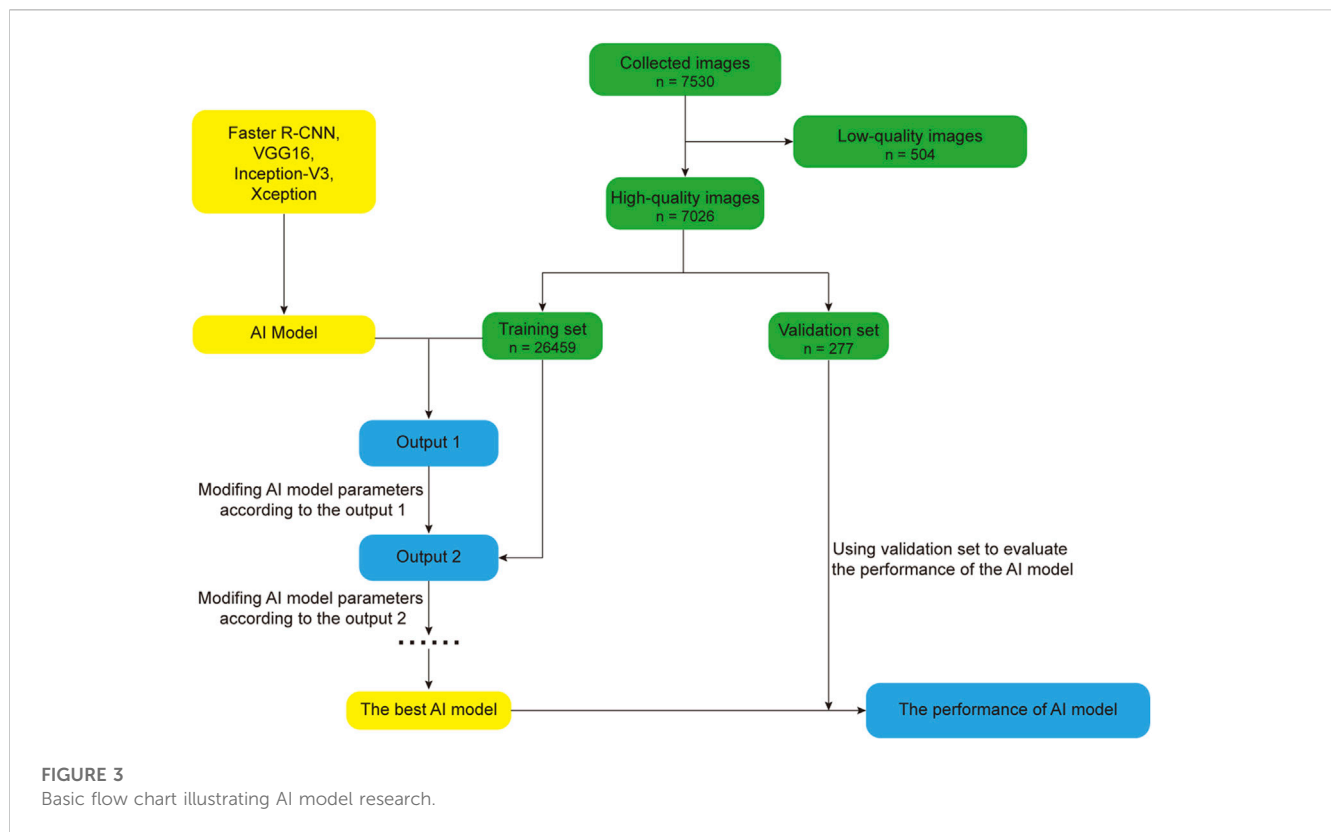 Collected images
n = 7530
Low-quality images
n = 504
Faster R-CNN,
VGG16,
Inception-V3,
Xception
High-quality images
n = 7026
AI Model
Training set
n = 26459
Validation set
n = 277
Output 1
Modifing AI model parameters
according to the output 1
Output 2
Using validation set to evaluate
the performance of the AI model
Modifing AI model parameters
according to the output 2
......
The best AI model
The performance of AI model
FIGURE 3
Basic flow chart illustrating AI model research.